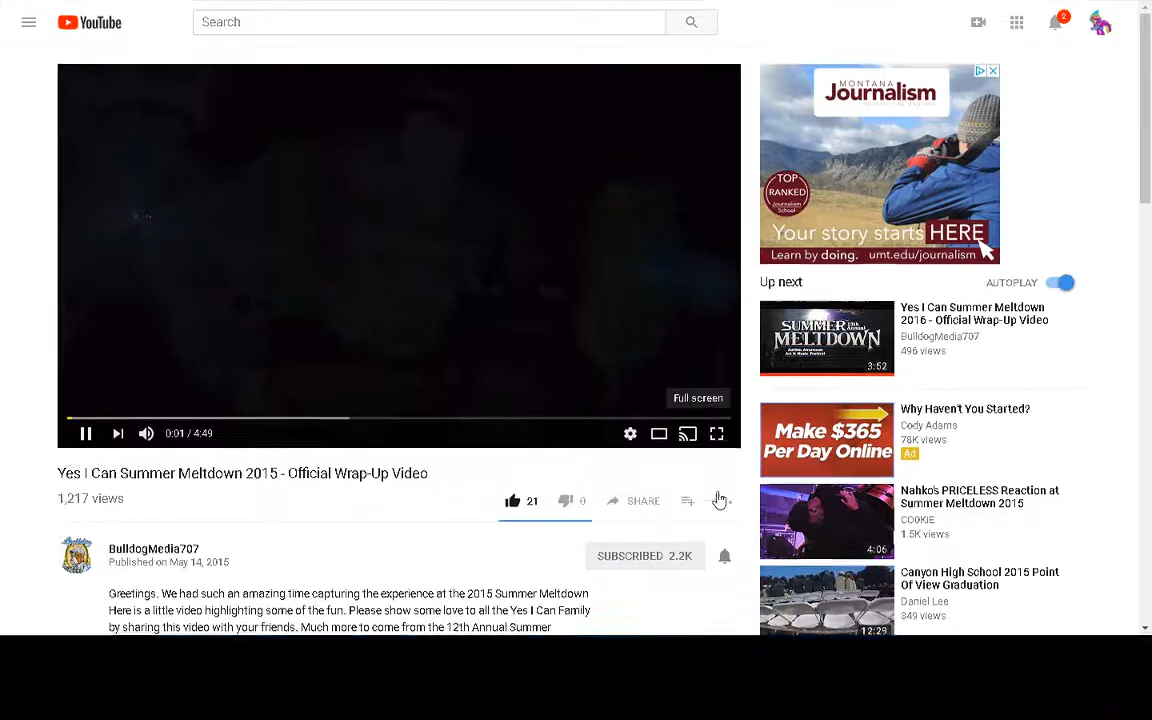 YouTube
Search
2
MONTANA
Journalism
TOP
RANKED
Journalism
School
Your story starts HERE
Learn by doing. umt.edu/journalism
Full screen
0:01 / 4:49
Up next
AUTOPLAY
SUMMER
MELTDOWN
3:52
Yes I Can Summer Meltdown
2016 - Official Wrap-Up Video
BulldogMedia707
496 views
Make $365
Per Day Online
Why Haven't You Started?
Cody Adams
78K views
Ad
4:06
Nahko's PRICELESS Reaction at
Summer Meltdown 2015
COOKIE
1.5K views
12:29
Canyon High School 2015 Point
Of View Graduation
Daniel Lee
349 views
Yes I Can Summer Meltdown 2015 - Official Wrap-Up Video
1,217 views
21
0
SHARE
BulldogMedia707
Published on May 14, 2015
SUBSCRIBED 2.2K
Greetings. We had such an amazing time capturing the experience at the 2015 Summer Meltdown
Here is a little video highlighting some of the fun. Please show some love to all the Yes I Can Family
by sharing this video with your friends. Much more to come from the 12th Annual Summer